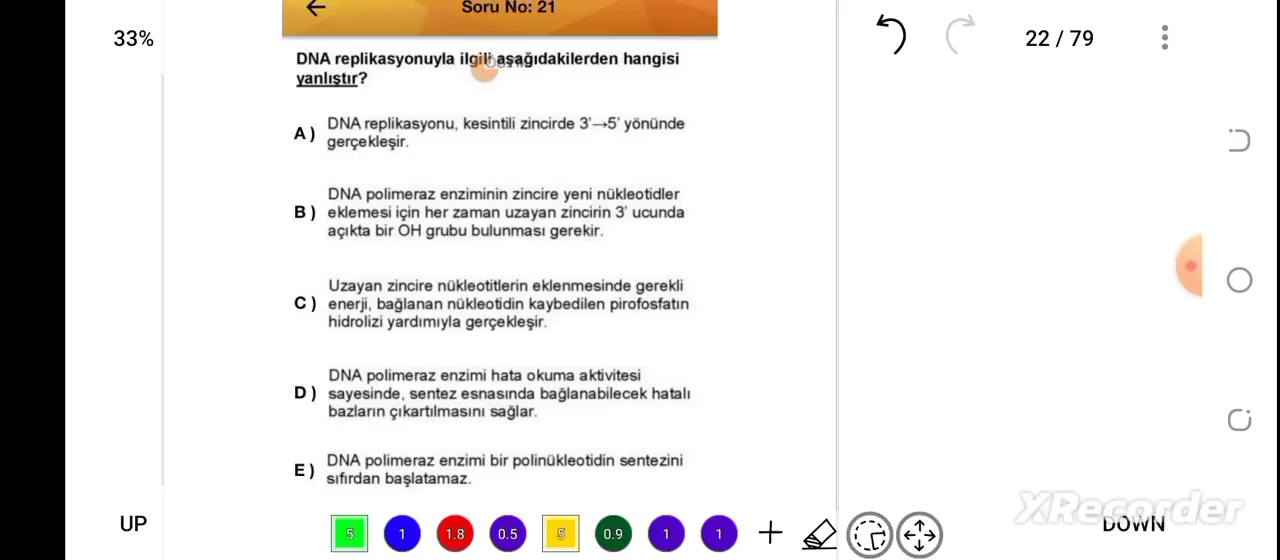 Soru No: 21
33%
22 / 79
DNA replikasyonuyla ilgili aşağıdakilerden hangisi
yanlıştır?
A) DNA replikasyonu, kesintili zincirde 3'→5' yönünde
gerçekleşir.
B) DNA polimeraz enziminin zincire yeni nükleotidler
eklemesi için her zaman uzayan zincirin 3' ucunda
açıkta bir OH grubu bulunması gerekir.
C) Uzayan zincire nükleotitlerin eklenmesinde gerekli
enerji, bağlanan nükleotidin kaybedilen pirofosfatın
hidrolizi yardımıyla gerçekleşir.
D) DNA polimeraz enzimi hata okuma aktivitesi
sayesinde, sentez esnasında bağlanabilecek hatalı
bazların çıkartılmasını sağlar.
E) DNA polimeraz enzimi bir polinükleotidin sentezini
sıfırdan başlatamaz.
UP
5 1 1.8 0.5 5 0.9 1 1
XRecorder
DOWN